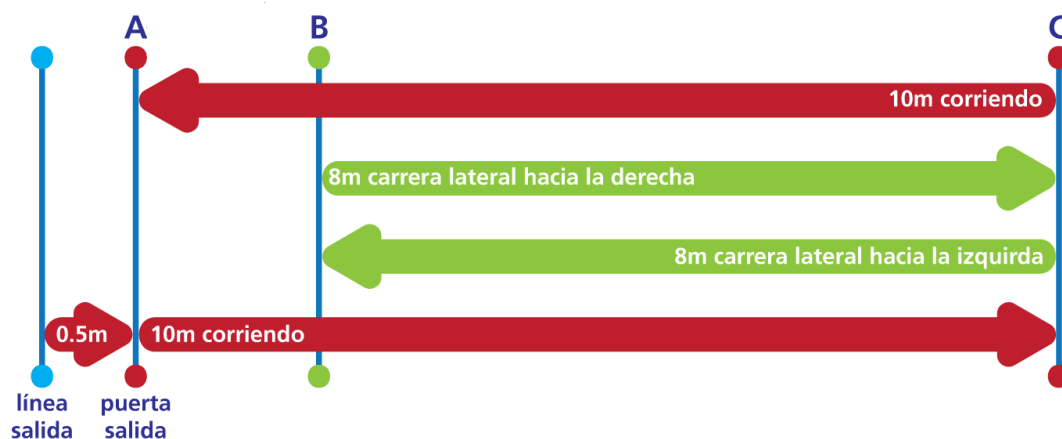 A
B
C
10m corriendo
8m carrera lateral hacia la derecha
8m carrera lateral hacia la izquirda
0.5m
10m corriendo
línea
salida
puerta
salida